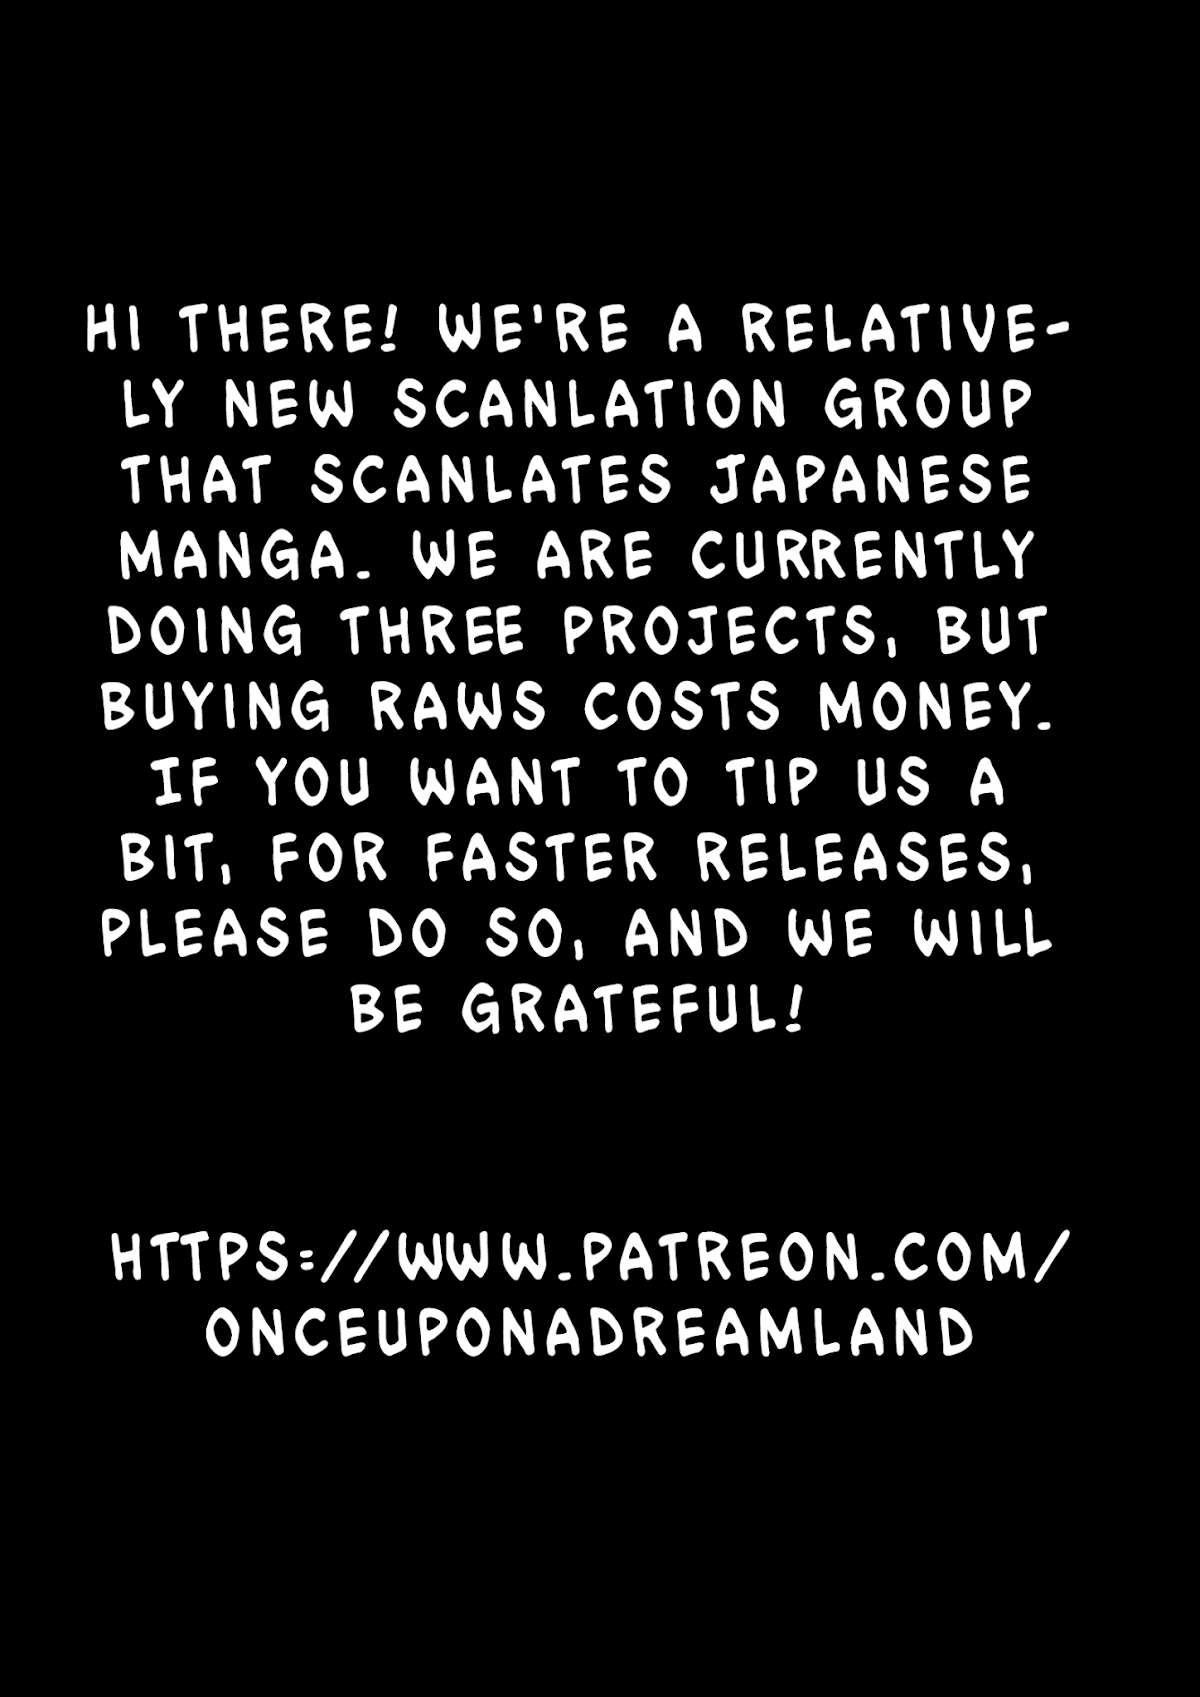 HI THERE! WE'RE A RELATIVE-
LY NEW SCANLATION GROUP
THAT SCANLATES JAPANESE
MANGA. WE ARE CURRENTLY
DOING THREE PROJECTS, BUT
BUYING RAWS COSTS MONEY.
IF YOU WANT TO TIP US A
BIT, FOR FASTER RELEASES,
PLEASE DO SO, AND WE WILL
BE GRATEFUL!
HTTPS://WWW.PATREON.COM/
ONCEUPONADREAMLAND